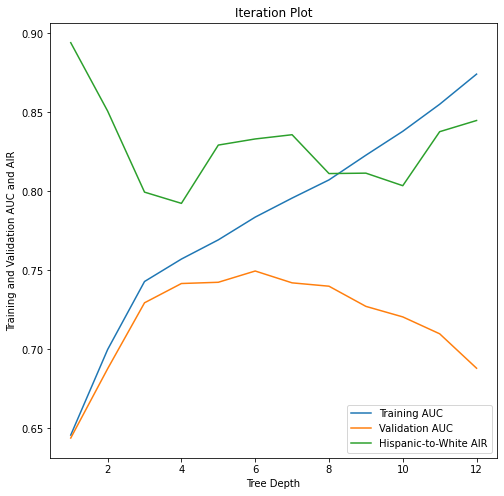 Iteration Plot
Training and Validation AUC and AIR
0.90
0.85
0.80
0.75
0.70
0.65
2
4
6
8
10
12
Tree Depth
Training AUC
Validation AUC
Hispanic-to-White AIR